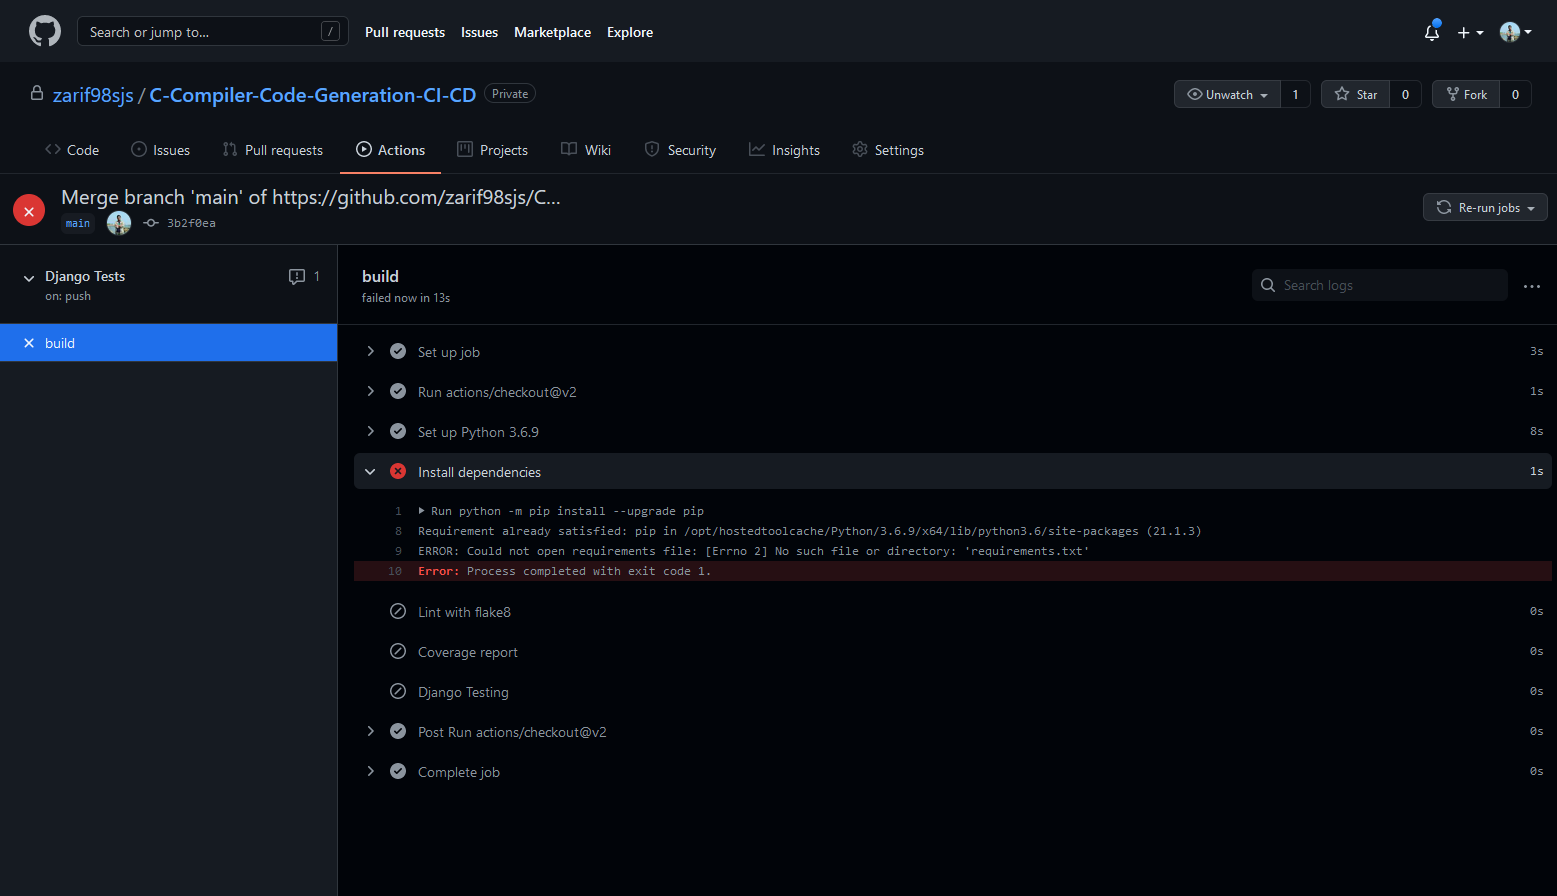 Search or jump to...
/
Pull requests
Issues
Marketplace
Explore
zarif98sjs / C-Compiler-Code-Generation-CI-CD
Private
Unwatch
1
Star
0
Fork
0
Code
Issues
Pull requests
Actions
Projects
Wiki
Security
Insights
Settings
Merge branch 'main' of https://github.com/zarif98sjs/C...
main
3b2f0ea
Re-run jobs
Django Tests
1
on: push
build
build
failed now in 13s
Search logs
Set up job
3s
Run actions/checkout@v2
1s
Set up Python 3.6.9
8s
Install dependencies
1s
1 Run python -m pip install --upgrade pip
8 Requirement already satisfied: pip in /opt/hostedtoolcache/Python/3.6.9/x64/lib/python3.6/site-packages (21.1.3)
9 ERROR: Could not open requirements file: [Errno 2] No such file or directory: 'requirements.txt'
10 Error: Process completed with exit code 1.
Lint with flake8
0s
Coverage report
0s
Django Testing
0s
Post Run actions/checkout@v2
0s
Complete job
0s